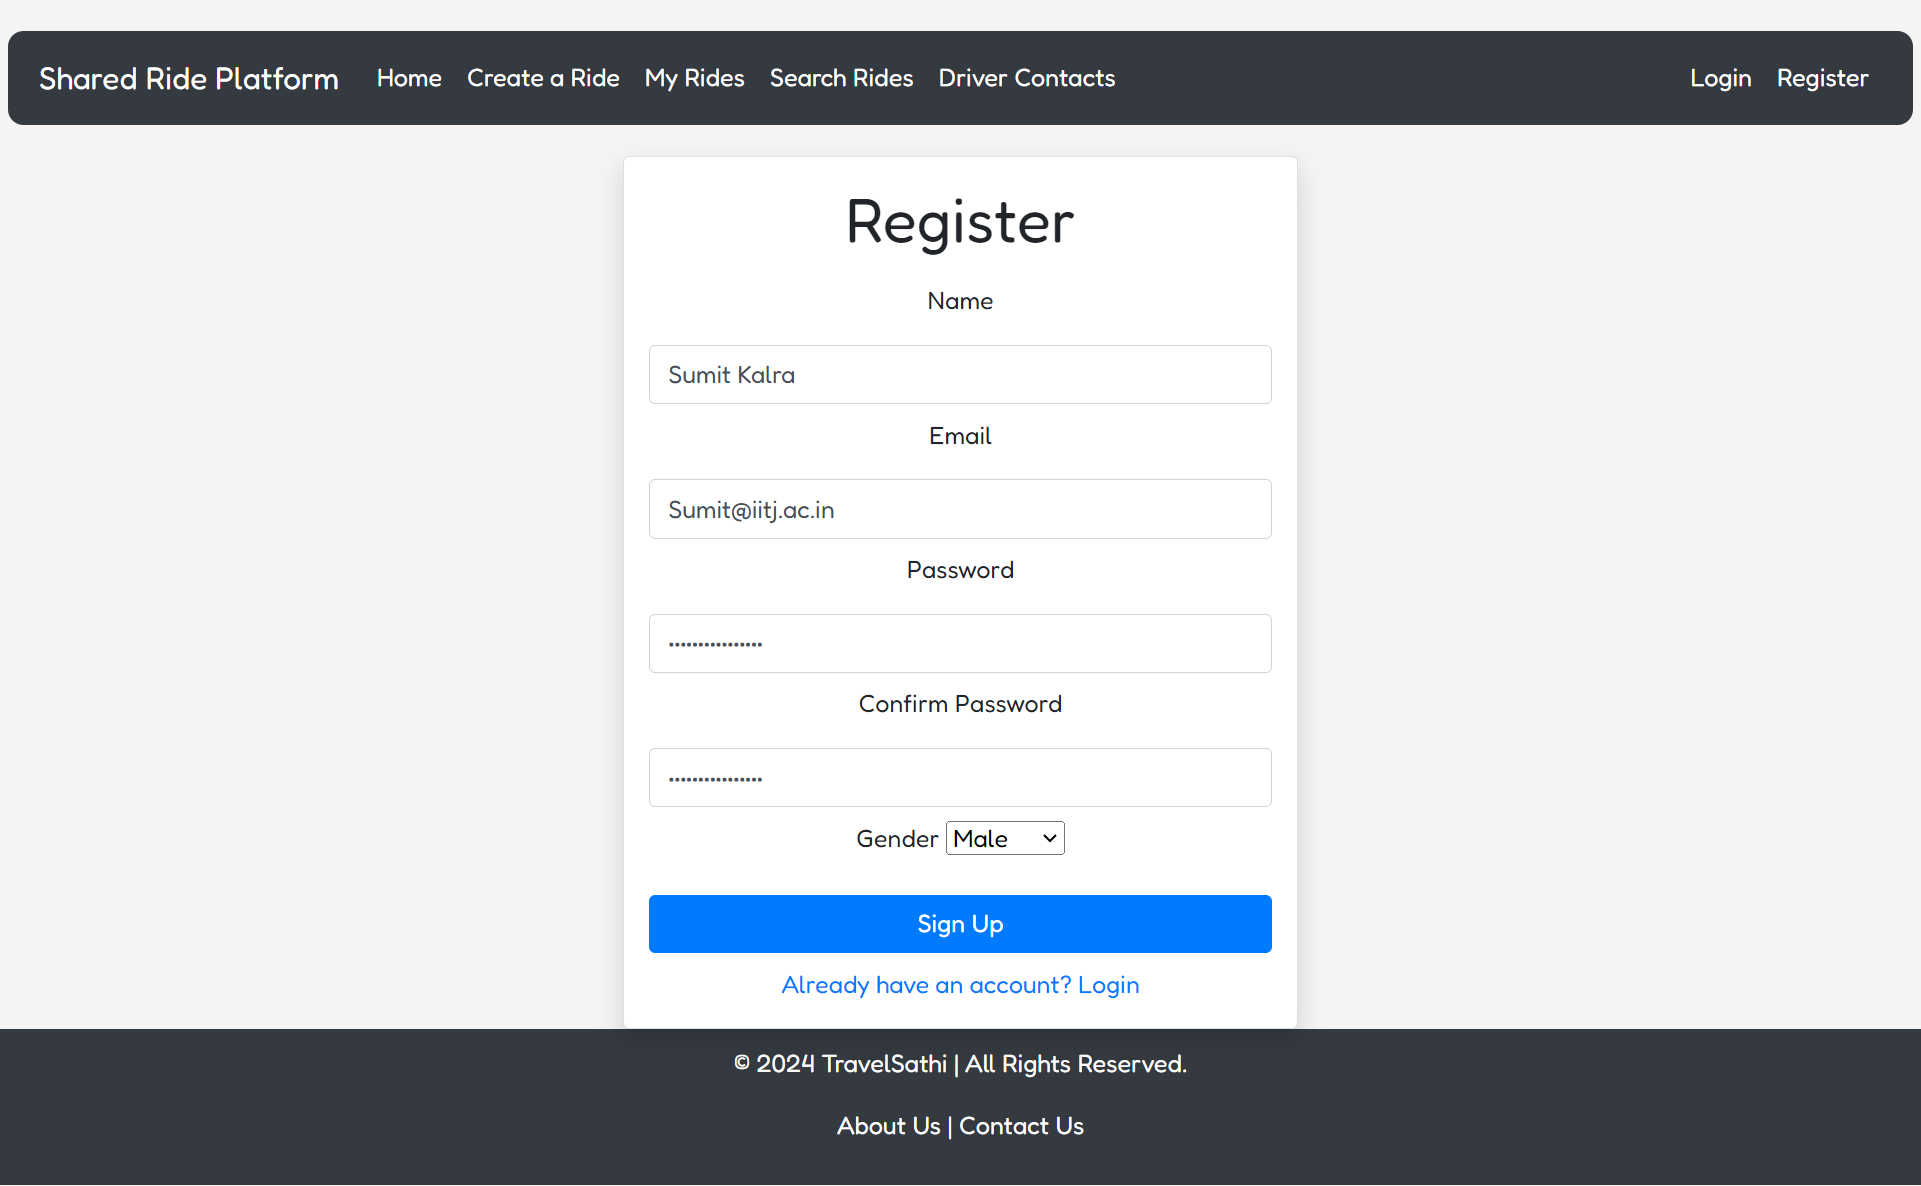 Shared Ride Platform Home Create a Ride My Rides Search Rides Driver Contacts Login Register
Register
Name
Sumit Kalra
Email
Sumit@iitj.ac.in
Password
••••••••••••••••
Confirm Password
••••••••••••••••
Gender Male
Sign Up
Already have an account? Login
© 2024 TravelSathi | All Rights Reserved.
About Us | Contact Us